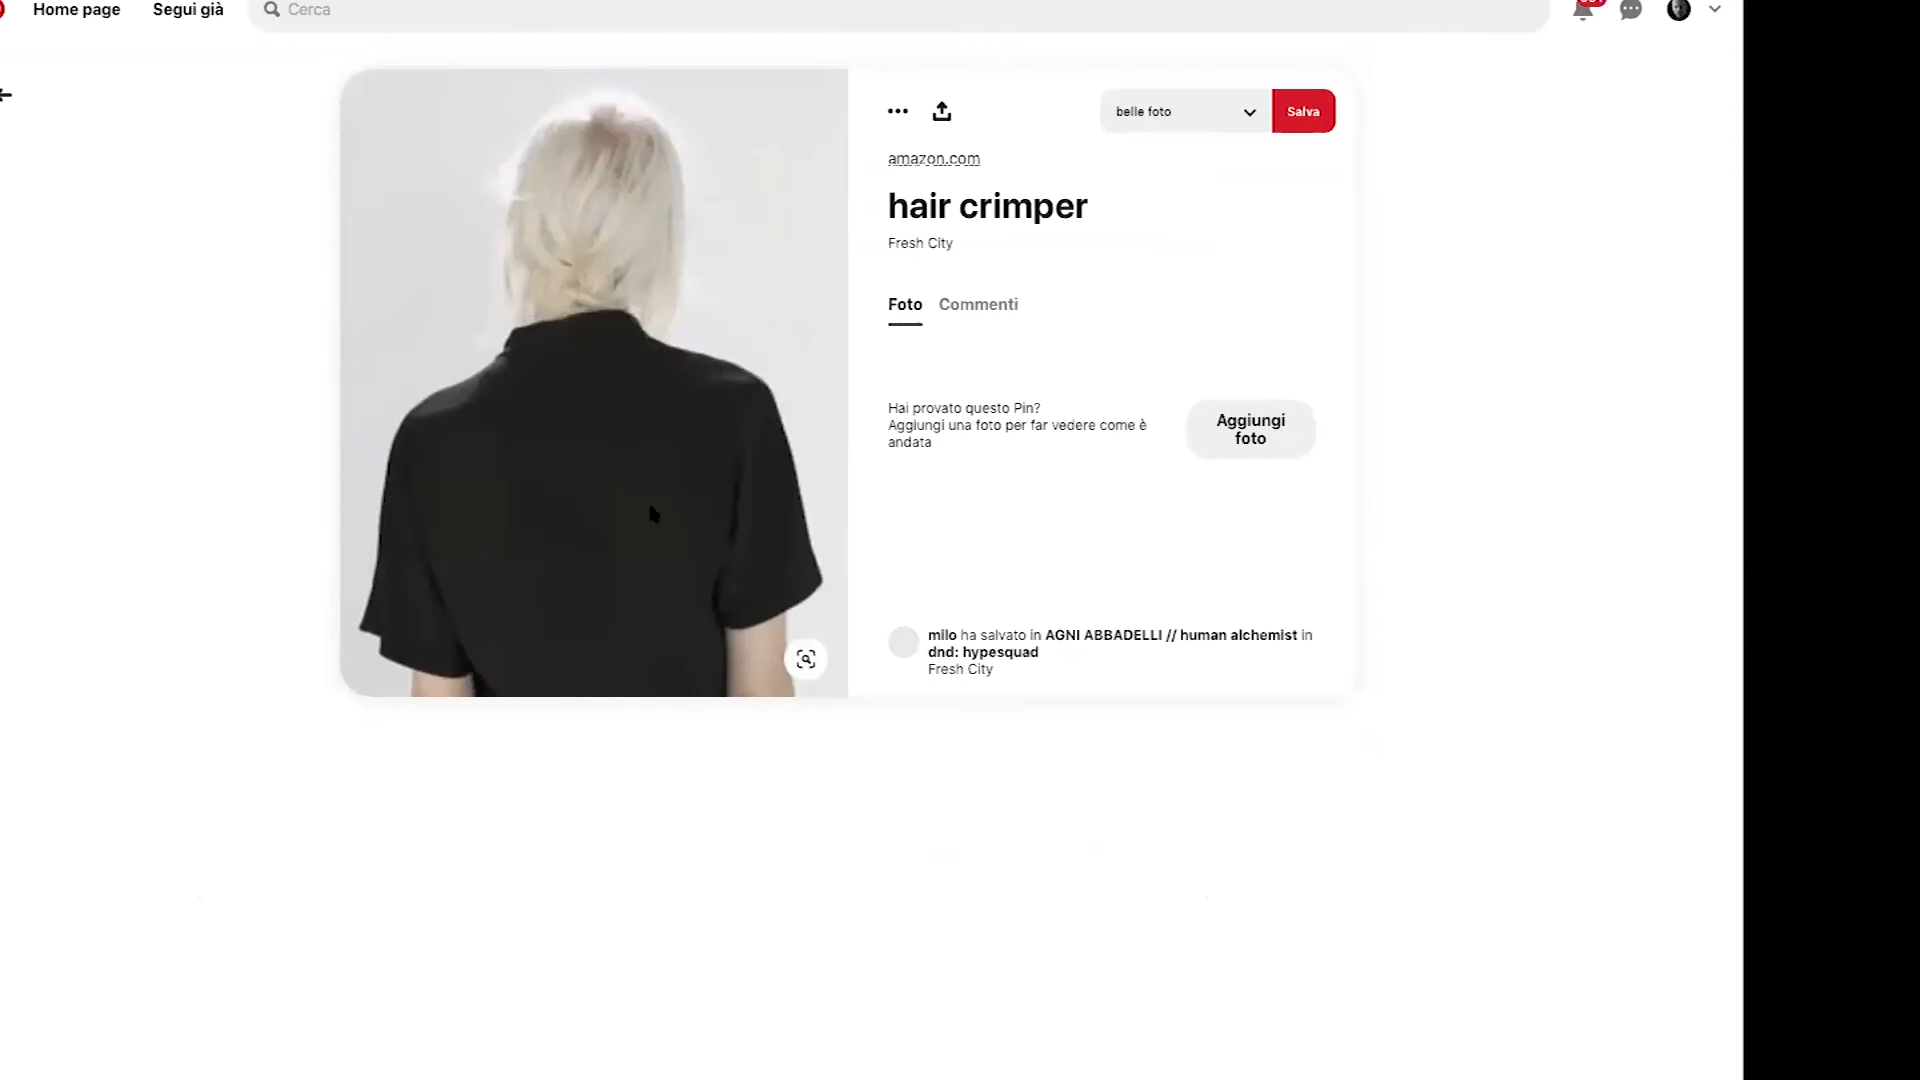 Home page
Segui già
Cerca
belle foto
Salva
amazon.com
hair crimper
Fresh City
Foto
Commenti
Hai provato questo Pin?
Aggiungi una foto per far vedere come è
andata
Aggiungi
foto
milo ha salvato in AGNI ABBADELLI // human alchemist in
dnd: hypesquad
Fresh City